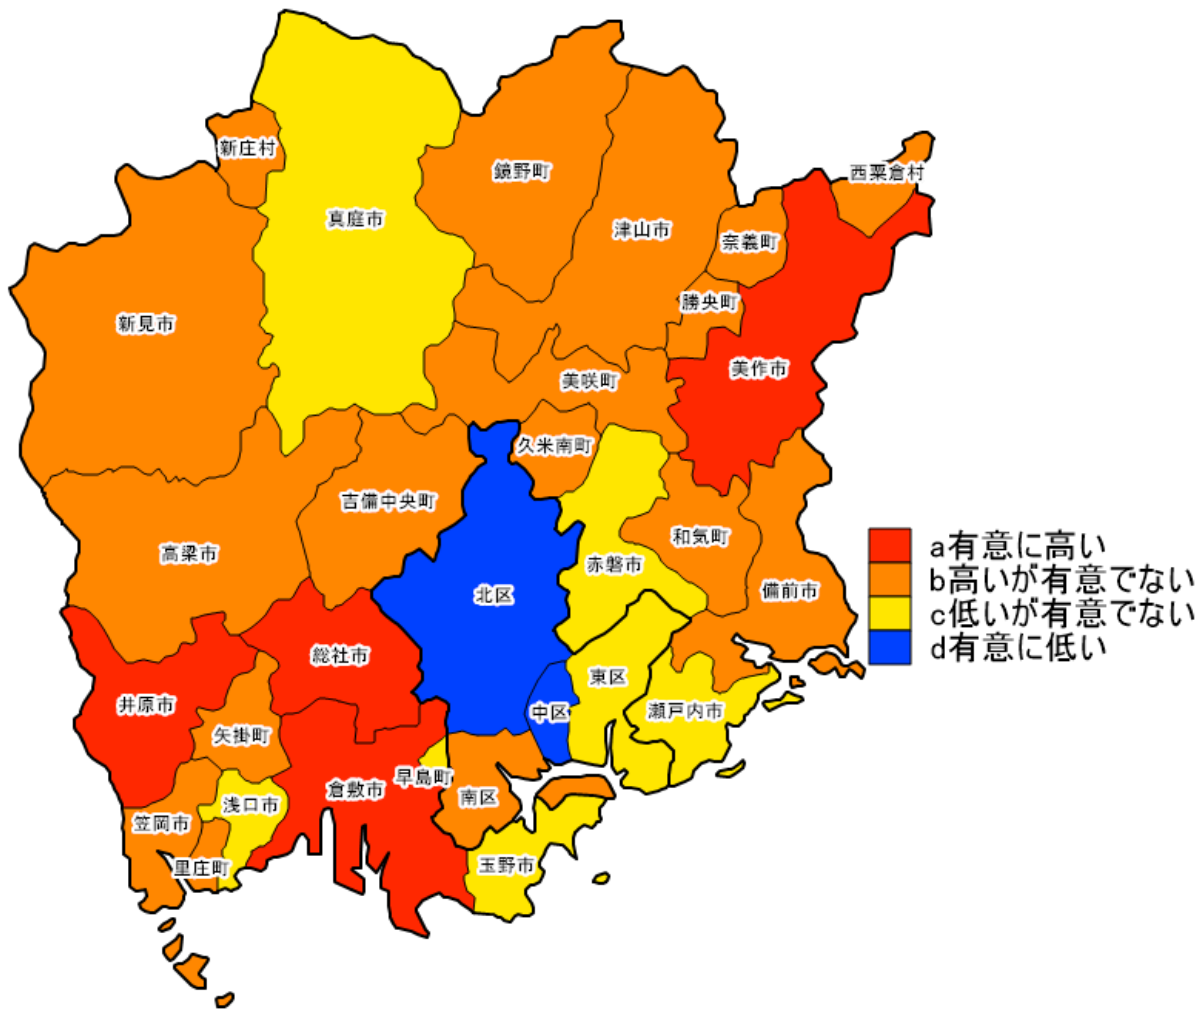 新庄村
西粟倉村
鏡野町
真庭市
津山市
奈義町
勝央町
新見市
美作市
美咲町
久米南町
吉備中央町
和気町
高梁市
赤磐市
備前市
北区
総社市
東区
井原市
中区
瀬戸内市
矢掛町
早島町
倉敷市
南区
浅口市
笠岡市
玉野市
里庄町
a有意に高い
b高いが有意でない
c低いが有意でない
d有意に低い